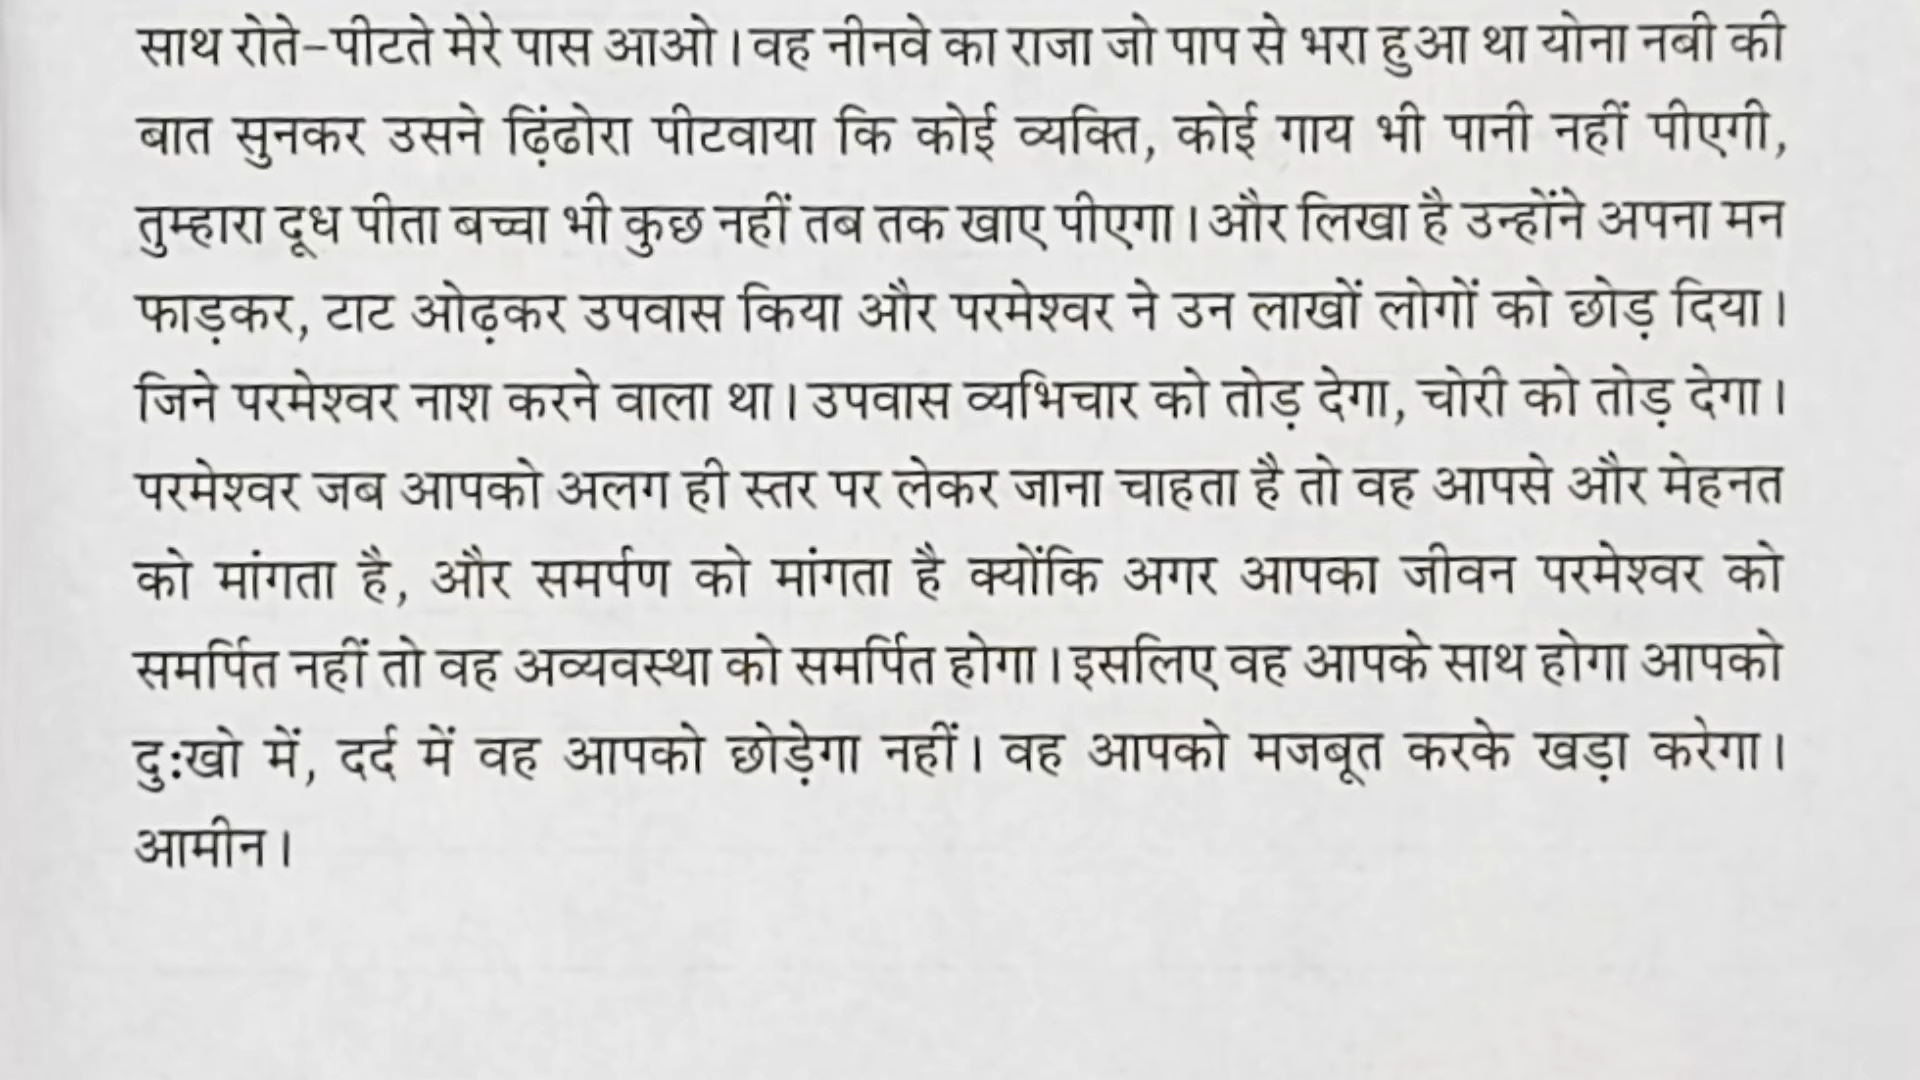 साथ रोते-पीटते मेरे पास आओ। वह नीनवे का राजा जो पाप से भरा हुआ था योना नबी की
बात सुनकर उसने ढ़िंढोरा पीटवाया कि कोई व्यक्ति, कोई गाय भी पानी नहीं पीएगी,
तुम्हारा दूध पीता बच्चा भी कुछ नहीं तब तक खाए पीएगा। और लिखा है उन्होंने अपना मन
फाड़कर, टाट ओढ़कर उपवास किया और परमेश्वर ने उन लाखों लोगों को छोड़ दिया।
जिने परमेश्वर नाश करने वाला था। उपवास व्यभिचार को तोड़ देगा, चोरी को तोड़ देगा।
परमेश्वर जब आपको अलग ही स्तर पर लेकर जाना चाहता है तो वह आपसे और मेहनत
को मांगता है, और समर्पण को मांगता है क्योंकि अगर आपका जीवन परमेश्वर को
समर्पित नहीं तो वह अव्यवस्था को समर्पित होगा। इसलिए वह आपके साथ होगा आपको
दुःखो में, दर्द में वह आपको छोड़ेगा नहीं। वह आपको मजबूत करके खड़ा करेगा।
आमीन।